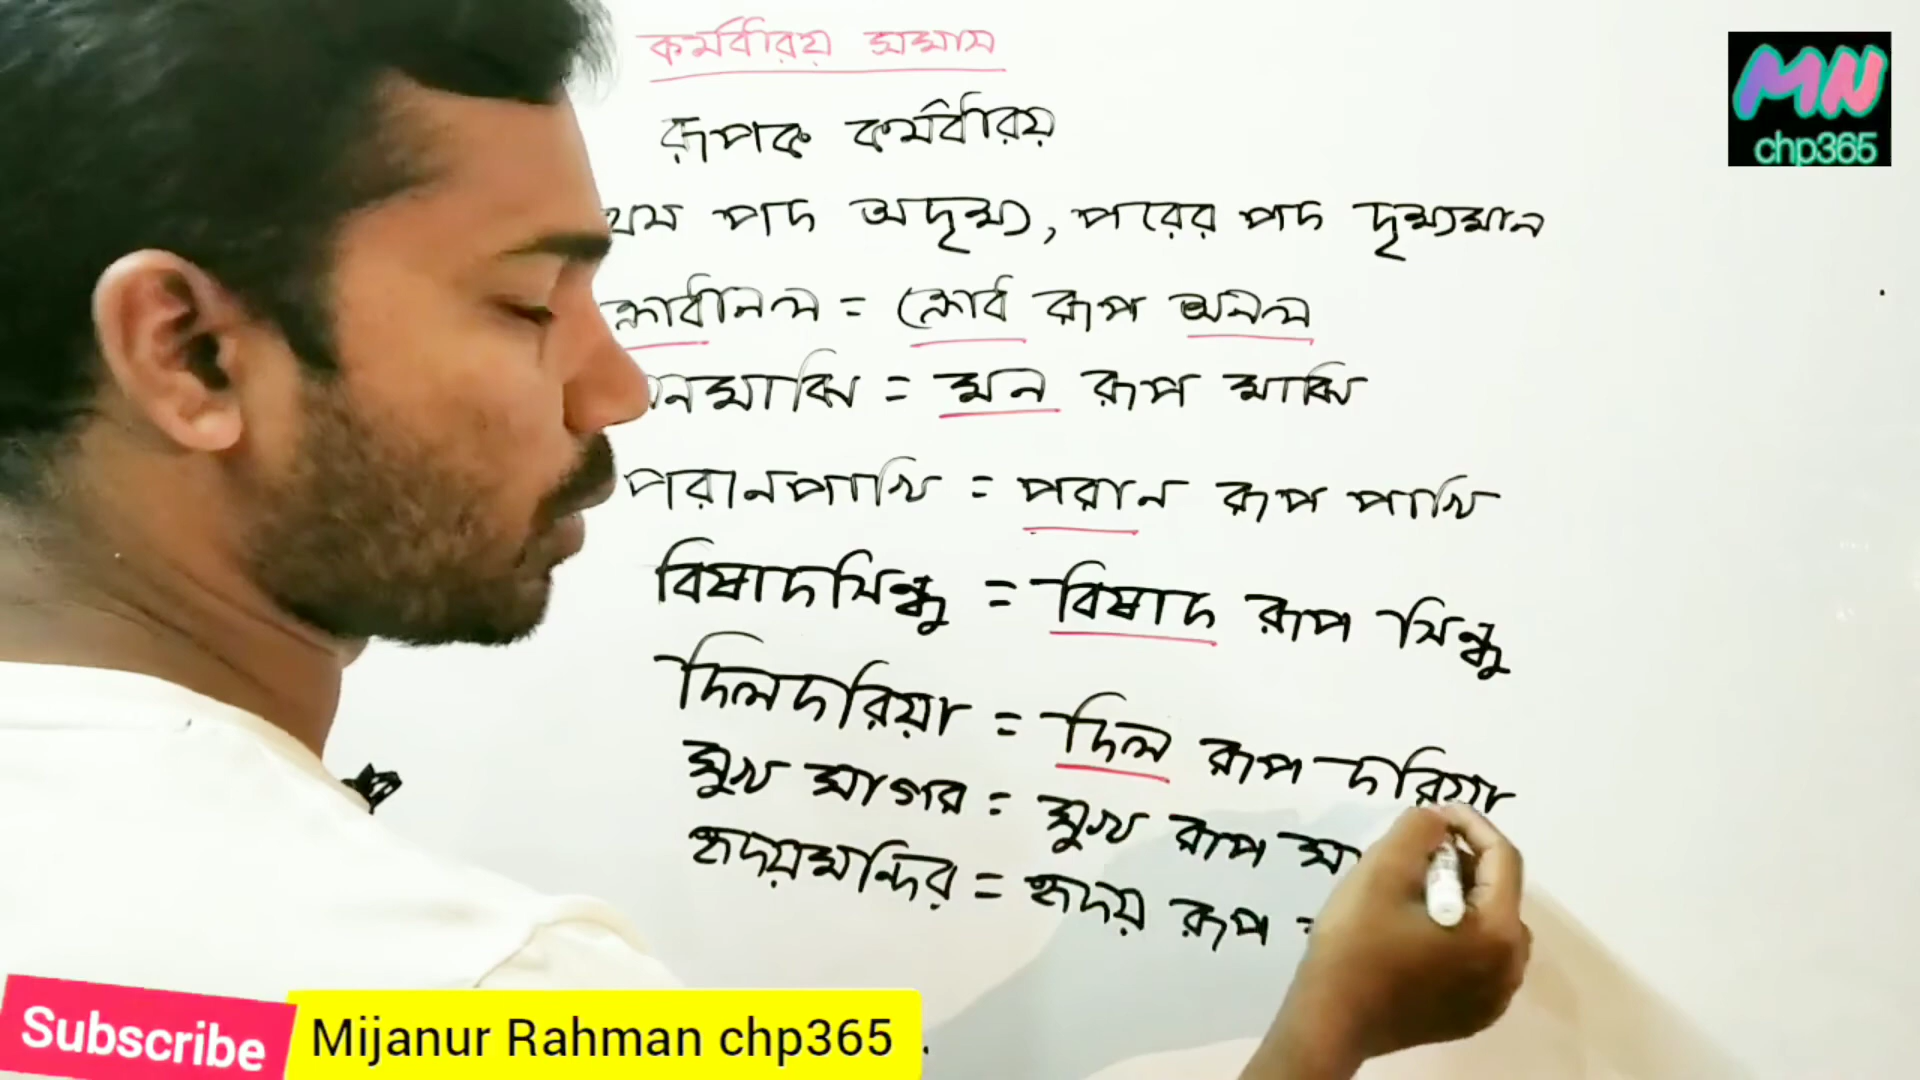 কর্মধারয় সমাস
রূপক কর্মধারয়
থম পদ অদৃশ্য, পরের পদ দৃশ্যমান
ক্রোধানল = ক্রোধ রূপ অনল
মনমাঝি = মন রূপ মাঝি
পরানপাখি = পরান রূপ পাখি
বিষাদসিন্ধু = বিষাদ রূপ সিন্ধু
দিলদরিয়া = দিল রূপ দরিয়া
সুখ সাগর = সুখ রূপ সা
হৃদয়মন্দির = হৃদয় রূপ
MN
chp365
Subscribe
Mijanur Rahman chp365